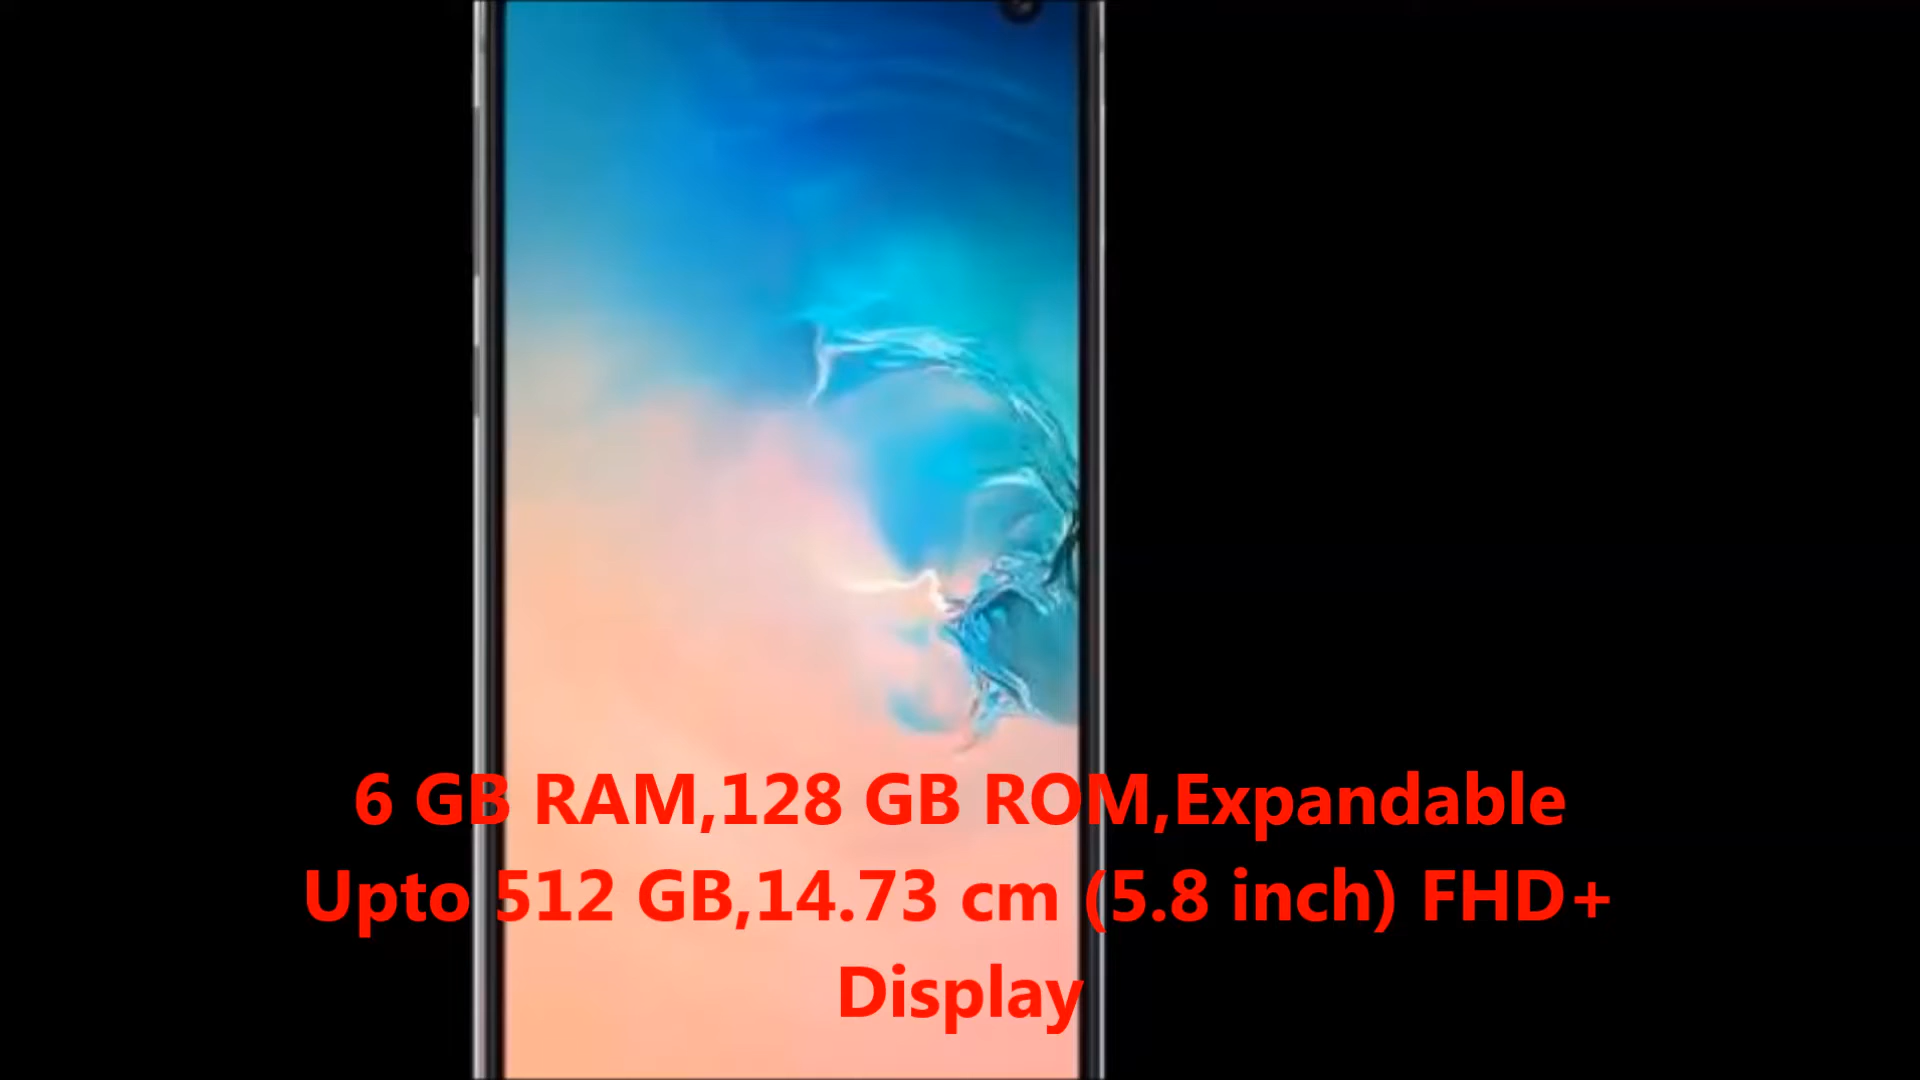 6 GB RAM,128 GB ROM,Expandable
Upto 512 GB,14.73 cm (5.8 inch) FHD+
Display